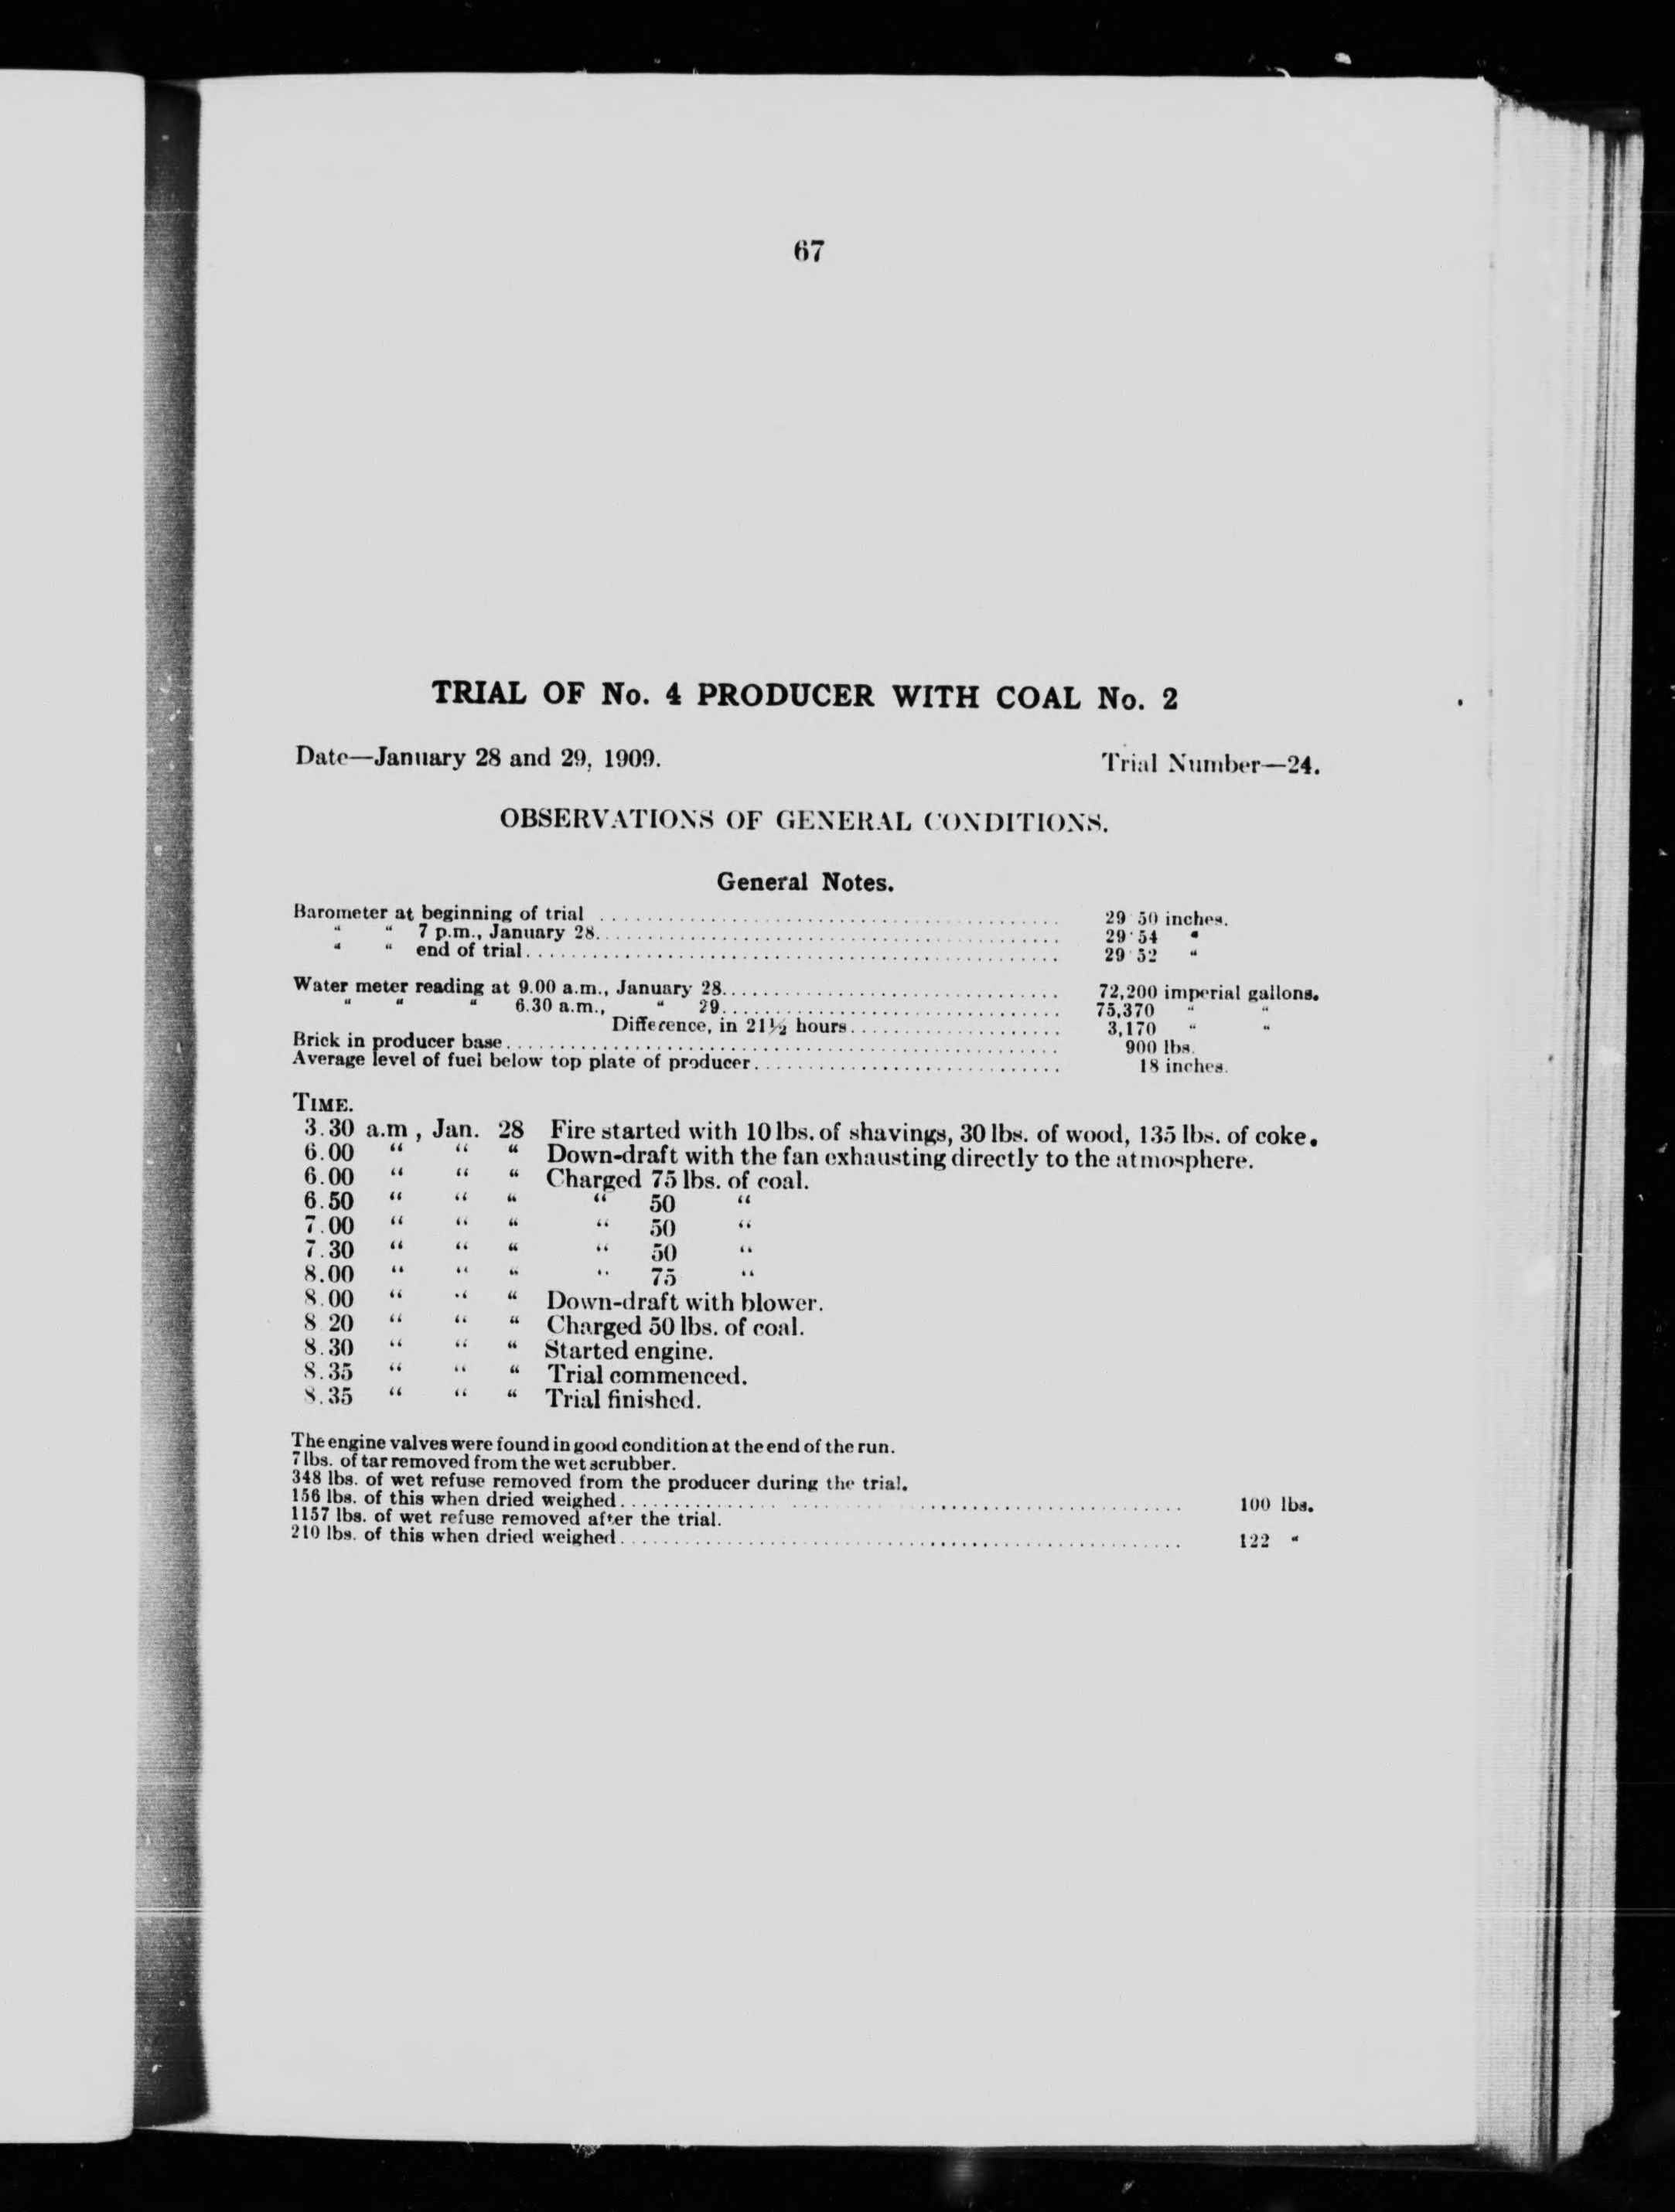 67
TRIAL OF No. 4 PRODUCER WITH COAL No. 2
Date—January 28 and 29, 1909. Trial Number—24.
OBSERVATIONS OF GENERAL CONDITIONS.
General Notes.
Barometer at beginning of trial ........ 29·50 inches.
“ “ 7 p.m., January 28........ 29·54 “
“ “ end of trial........ 29·52 “
Water meter reading at 9.00 a.m., January 28........ 72,200 imperial gallons.
“ “ “ 6.30 a.m., “ 29........ 75,370 “ “
Difference, in 21½ hours........ 3,170 “ “
Brick in producer base........ 900 lbs.
Average level of fuel below top plate of producer........ 18 inches.
TIME.
3.30 a.m , Jan. 28 Fire started with 10 lbs. of shavings, 30 lbs. of wood, 135 lbs. of coke.
6.00 “ “ “ Down-draft with the fan exhausting directly to the atmosphere.
6.00 “ “ “ Charged 75 lbs. of coal.
6.50 “ “ “ “ 50 “
7.00 “ “ “ “ 50 “
7.30 “ “ “ “ 50 “
8.00 “ “ “ “ 75 “
8.00 “ “ “ Down-draft with blower.
8 20 “ “ “ Charged 50 lbs. of coal.
8.30 “ “ “ Started engine.
8.35 “ “ “ Trial commenced.
8.35 “ “ “ Trial finished.
The engine valves were found in good condition at the end of the run.
7 lbs. of tar removed from the wet scrubber.
348 lbs. of wet refuse removed from the producer during the trial.
156 lbs. of this when dried weighed........ 100 lbs.
1157 lbs. of wet refuse removed after the trial.
210 lbs. of this when dried weighed........ 122 “